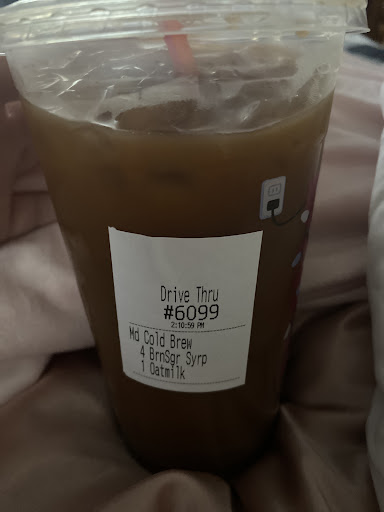 Drive Thru
#6099
2:10:59 PM
Md Cold Brew
4 BrnSgr Syrp
1 Oatmilk